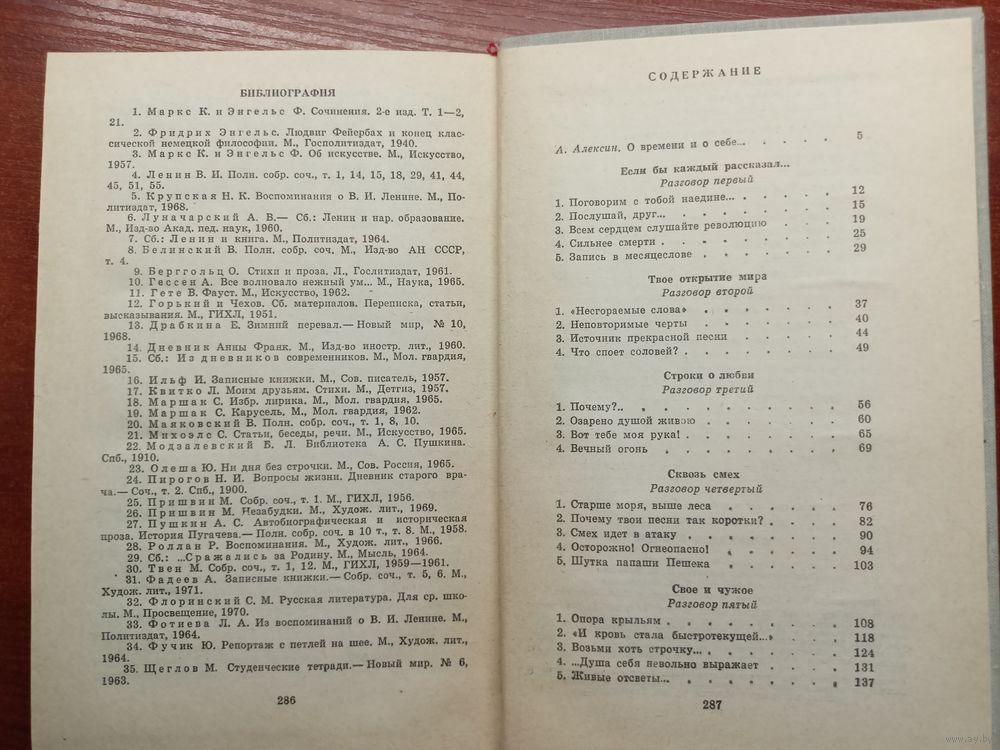 БИБЛИОГРАФИЯ
1. Маркс К. и Энгельс Ф. Сочинения. 2-е изд. Т. 1—2,
21.
2. Фридрих Энгельс. Людвиг Фейербах и конец клас-
сической немецкой философии. М., Госполитиздат, 1940.
3. Маркс К. и Энгельс Ф. Об искусстве. М., Искусство,
1957.
4. Ленин В. И. Полн. собр. соч., т. 1, 14, 15, 18, 29, 41, 44,
45, 51, 55.
5. Крупская Н. К. Воспоминания о В. И. Ленине. М., По-
литиздат, 1968.
6. Луначарский А. В.— Сб.: Ленин и нар. образование.
М., Изд-во Акад. пед. наук, 1960.
7. Сб.: Ленин и книга. М., Политиздат, 1964.
8. Белинский В. Полн. собр. соч. М., Изд-во АН СССР,
т. 4.
9. Берггольц О. Стихи и проза. Л., Гослитиздат, 1961.
10. Гессен А. Все волновало нежный ум... М., Наука, 1965.
11. Гете В. Фауст. М., Искусство, 1962.
12. Горький и Чехов. Сб. материалов. Переписка, статьи,
высказывания. М., ГИХЛ, 1951.
13. Драбкина Е. Зимний перевал.— Новый мир, № 10,
1968.
14. Дневник Анны Франк. М., Изд-во иностр. лит., 1960.
15. Сб.: Из дневников современников. М., Мол. гвардия,
1965.
16. Ильф И. Записные книжки. М., Сов. писатель, 1957.
17. Квитко Л. Моим друзьям. Стихи. М., Детгиз, 1957.
18. Маршак С. Избр. лирика. М., Мол. гвардия, 1965.
19. Маршак С. Карусель. М., Мол. гвардия, 1962.
20. Маяковский В. Полн. собр. соч., т. 1, 8, 10.
21. Михоэлс С. Статьи, беседы, речи. М., Искусство, 1965.
22. Модзалевский Б. Л. Библиотека А. С. Пушкина.
Спб., 1910.
23. Олеша Ю. Ни дня без строчки. М., Сов. Россия, 1965.
24. Пирогов Н. И. Вопросы жизни. Дневник старого вра-
ча.— Соч., т. 2. Спб., 1900.
25. Пришвин М. Собр. соч., т. 1. М., ГИХЛ, 1956.
26. Пришвин М. Незабудки. М., Худож. лит., 1969.
27. Пушкин А. С. Автобиографическая и историческая
проза. История Пугачева.— Полн. собр. соч. в 10 т., т. 8. М., 1958.
28. Роллан Р. Воспоминания. М., Худож. лит., 1966.
29. Сб.: ...Сражались за Родину. М., Мысль, 1964.
30. Твен М. Собр. соч., т. 1, 12. М., ГИХЛ, 1959—1961.
31. Фадеев А. Записные книжки.— Собр. соч., т. 5, 6. М.,
Худож. лит., 1971.
32. Флоринский С. М. Русская литература. Для ср. шко-
лы. М., Просвещение, 1970.
33. Фотиева Л. А. Из воспоминаний о В. И. Ленине. М.,
Политиздат, 1964.
34. Фучик Ю. Репортаж с петлей на шее. М., Худож. лит.,
1964.
35. Щеглов М. Студенческие тетради.— Новый мир. № 6,
1963.
286
СОДЕРЖАНИЕ
А. Алексин. О времени и о себе... 5
Если бы каждый рассказал...
Разговор первый
1. Поговорим с тобой наедине... 12
2. Послушай, друг... 15
3. Всем сердцем слушайте революцию 19
4. Сильнее смерти 25
5. Запись в месяцеслове 29
Твое открытие мира
Разговор второй
1. «Несгораемые слова» 37
2. Неповторимые черты 40
3. Источник прекрасной песни 44
4. Что споет соловей? 49
Строки о любви
Разговор третий
1. Почему?.. 56
2. Озарено душой живою 60
3. Вот тебе моя рука! 65
4. Вечный огонь 69
Сквозь смех
Разговор четвертый
1. Старше моря, выше леса 76
2. Почему твои песни так коротки? 82
3. Смех идет в атаку 90
4. Осторожно! Огнеопасно! 94
5. Шутка папаши Пешека 103
Свое и чужое
Разговор пятый
1. Опора крыльям 108
2. «И кровь стала быстротекущей...» 118
3. Возьми хоть строчку... 124
4. ...Душа себя невольно выражает 131
5. Живые отсветы... 137
287
www.ay.by